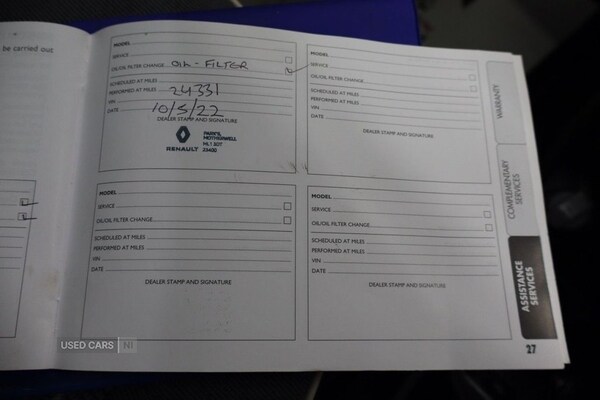 be carried out
MODEL
SERVICE
OIL/OIL FILTER CHANGE OIL - FILTER
SCHEDULED AT MILES
PERFORMED AT MILES 24331
VIN
DATE 10/5/22
DEALER STAMP AND SIGNATURE
RENAULT
PARKS,
MOTHERWELL
ML1
25400
MODEL
SERVICE
OIL/OIL FILTER CHANGE
SCHEDULED AT MILES
PERFORMED AT MILES
VIN
DATE
DEALER STAMP AND SIGNATURE
MODEL
SERVICE
OIL/OIL FILTER CHANGE
SCHEDULED AT MILES
PERFORMED AT MILES
VIN
DATE
DEALER STAMP AND SIGNATURE
MODEL
SERVICE
OIL/OIL FILTER CHANGE
SCHEDULED AT MILES
PERFORMED AT MILES
VIN
DATE
DEALER STAMP AND SIGNATURE
WARRANTY
COMPLEMENTARY
SERVICES
ASSISTANCE
SERVICES
27
USED CARS NI